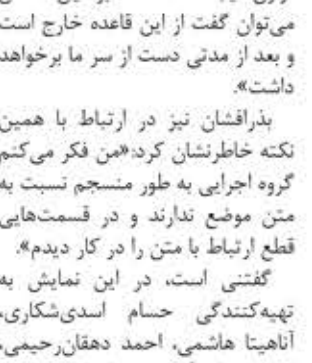 می‌توان گفت از این قاعده خارج است
و بعد از مدتی دست از سر ما برخواهد
داشت».
بذرافشان نیز در ارتباط با همین
نکته خاطرنشان کرد:«من فکر می‌کنم
گروه اجرایی به طور منسجم نسبت به
متن موضع ندارند و در قسمت‌هایی
قطع ارتباط با متن را در کار دیدم».
گفتنی است، در این نمایش به
تهیه‌کنندگی حسام اسدی‌شکاری،
آناهیتا هاشمی، احمد دهقان‌رحیمی،